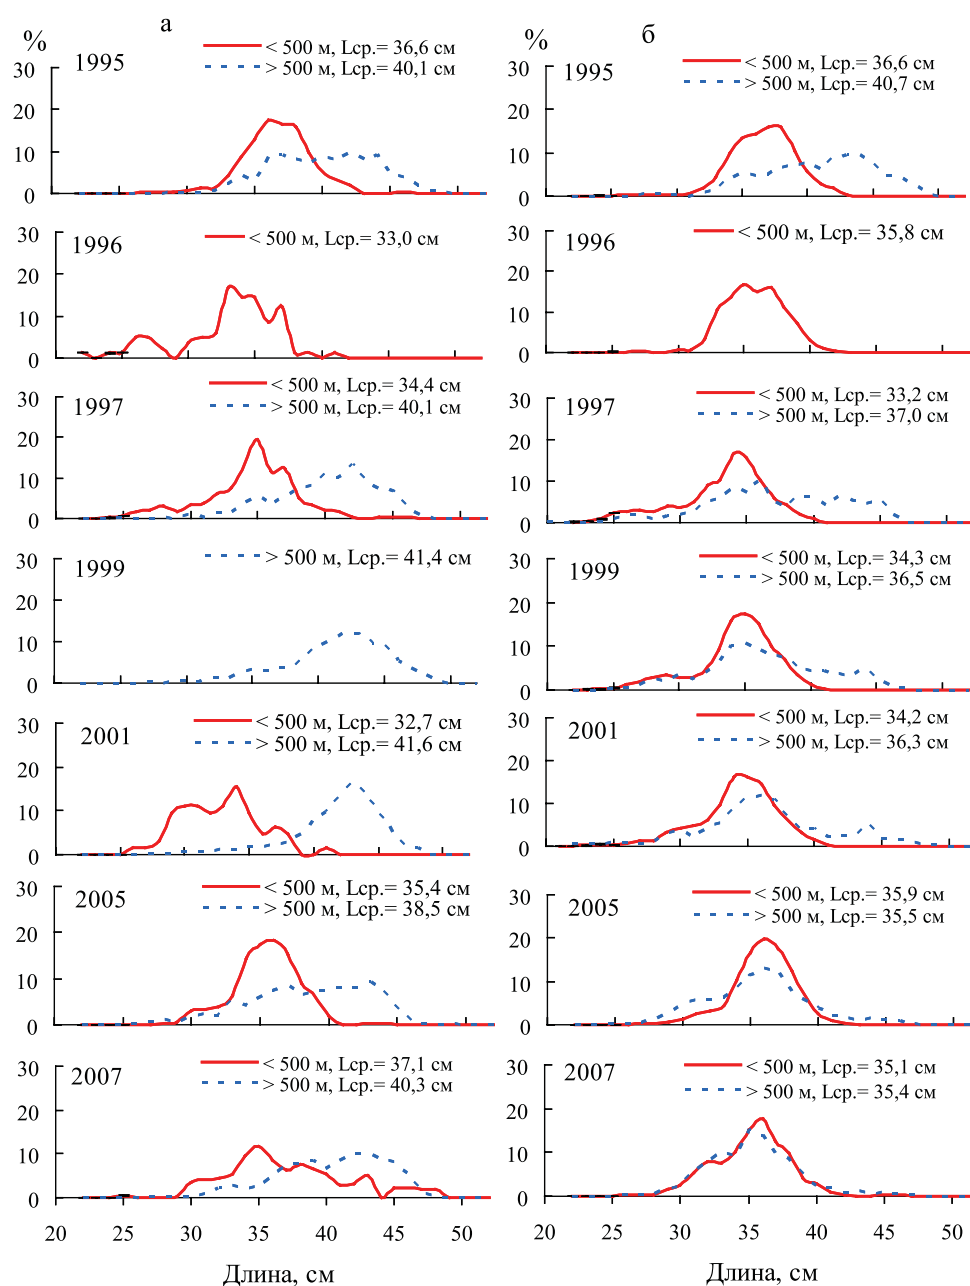 а
%
1995
< 500 м, Lср.= 36,6 см
> 500 м, Lср.= 40,1 см
30
20
10
0
1996
< 500 м, Lср.= 33,0 см
30
20
10
0
1997
< 500 м, Lср.= 34,4 см
> 500 м, Lср.= 40,1 см
30
20
10
0
1999
> 500 м, Lср.= 41,4 см
30
20
10
0
2001
< 500 м, Lср.= 32,7 см
> 500 м, Lср.= 41,6 см
30
20
10
0
2005
< 500 м, Lср.= 35,4 см
> 500 м, Lср.= 38,5 см
30
20
10
0
2007
< 500 м, Lср.= 37,1 см
> 500 м, Lср.= 40,3 см
30
20
10
0
20 25 30 35 40 45 50
Длина, см
б
%
1995
< 500 м, Lср.= 36,6 см
> 500 м, Lср.= 40,7 см
30
20
10
0
1996
< 500 м, Lср.= 35,8 см
30
20
10
0
1997
< 500 м, Lср.= 33,2 см
> 500 м, Lср.= 37,0 см
30
20
10
0
1999
< 500 м, Lср.= 34,3 см
> 500 м, Lср.= 36,5 см
30
20
10
0
2001
< 500 м, Lср.= 34,2 см
> 500 м, Lср.= 36,3 см
30
20
10
0
2005
< 500 м, Lср.= 35,9 см
> 500 м, Lср.= 35,5 см
30
20
10
0
2007
< 500 м, Lср.= 35,1 см
> 500 м, Lср.= 35,4 см
30
20
10
0
20 25 30 35 40 45 50
Длина, см